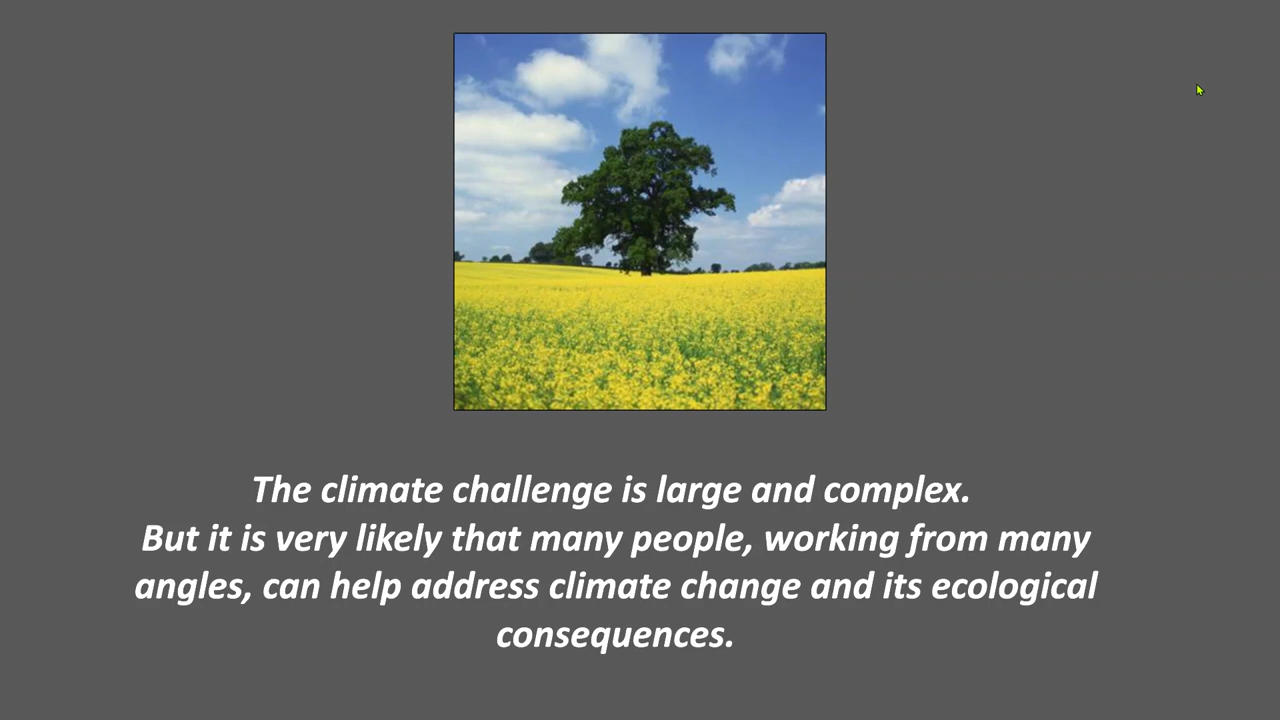 The climate challenge is large and complex.
But it is very likely that many people, working from many
angles, can help address climate change and its ecological
consequences.